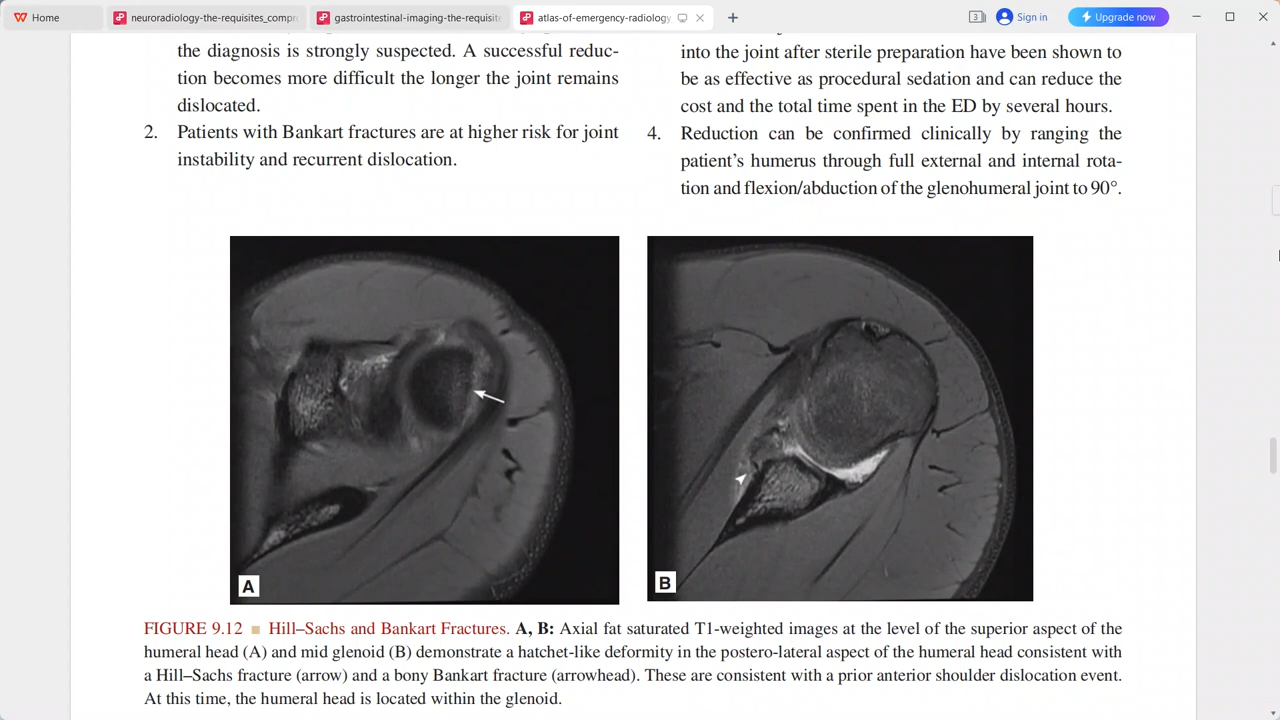 Home
neuroradiology-the-requisites_compr
gastrointestinal-imaging-the-requisite
atlas-of-emergency-radiology
3
Sign in
Upgrade now
the diagnosis is strongly suspected. A successful reduc-
tion becomes more difficult the longer the joint remains
dislocated.
2. Patients with Bankart fractures are at higher risk for joint
instability and recurrent dislocation.
into the joint after sterile preparation have been shown to
be as effective as procedural sedation and can reduce the
cost and the total time spent in the ED by several hours.
4. Reduction can be confirmed clinically by ranging the
patient's humerus through full external and internal rota-
tion and flexion/abduction of the glenohumeral joint to 90°.
A
B
FIGURE 9.12 ■ Hill–Sachs and Bankart Fractures. A, B: Axial fat saturated T1-weighted images at the level of the superior aspect of the
humeral head (A) and mid glenoid (B) demonstrate a hatchet-like deformity in the postero-lateral aspect of the humeral head consistent with
a Hill–Sachs fracture (arrow) and a bony Bankart fracture (arrowhead). These are consistent with a prior anterior shoulder dislocation event.
At this time, the humeral head is located within the glenoid.